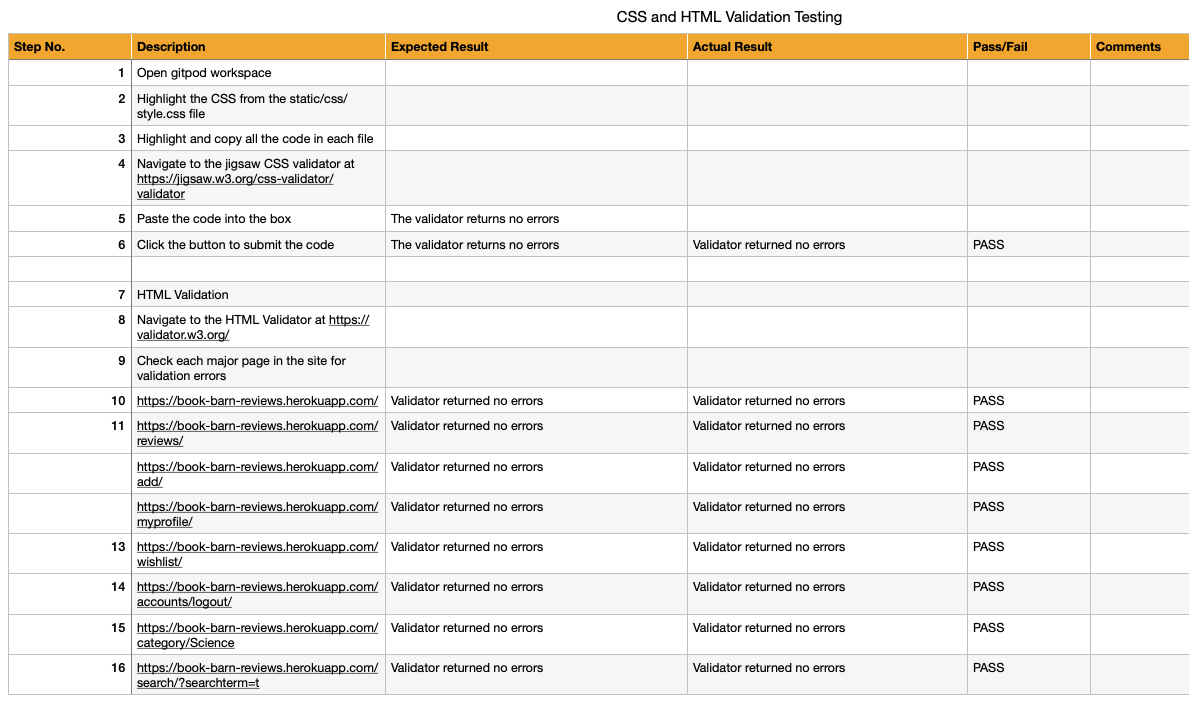 CSS and HTML Validation Testing
Step No. Description Expected Result Actual Result Pass/Fail Comments
1 Open gitpod workspace
2 Highlight the CSS from the static/css/
style.css file
3 Highlight and copy all the code in each file
4 Navigate to the jigsaw CSS validator at
https://jigsaw.w3.org/css-validator/
validator
5 Paste the code into the box The validator returns no errors
6 Click the button to submit the code The validator returns no errors Validator returned no errors PASS
7 HTML Validation
8 Navigate to the HTML Validator at https://
validator.w3.org/
9 Check each major page in the site for
validation errors
10 https://book-barn-reviews.herokuapp.com/ Validator returned no errors Validator returned no errors PASS
11 https://book-barn-reviews.herokuapp.com/ Validator returned no errors Validator returned no errors PASS
reviews/
https://book-barn-reviews.herokuapp.com/ Validator returned no errors Validator returned no errors PASS
add/
https://book-barn-reviews.herokuapp.com/ Validator returned no errors Validator returned no errors PASS
myprofile/
13 https://book-barn-reviews.herokuapp.com/ Validator returned no errors Validator returned no errors PASS
wishlist/
14 https://book-barn-reviews.herokuapp.com/ Validator returned no errors Validator returned no errors PASS
accounts/logout/
15 https://book-barn-reviews.herokuapp.com/ Validator returned no errors Validator returned no errors PASS
category/Science
16 https://book-barn-reviews.herokuapp.com/ Validator returned no errors Validator returned no errors PASS
search/?searchterm=t